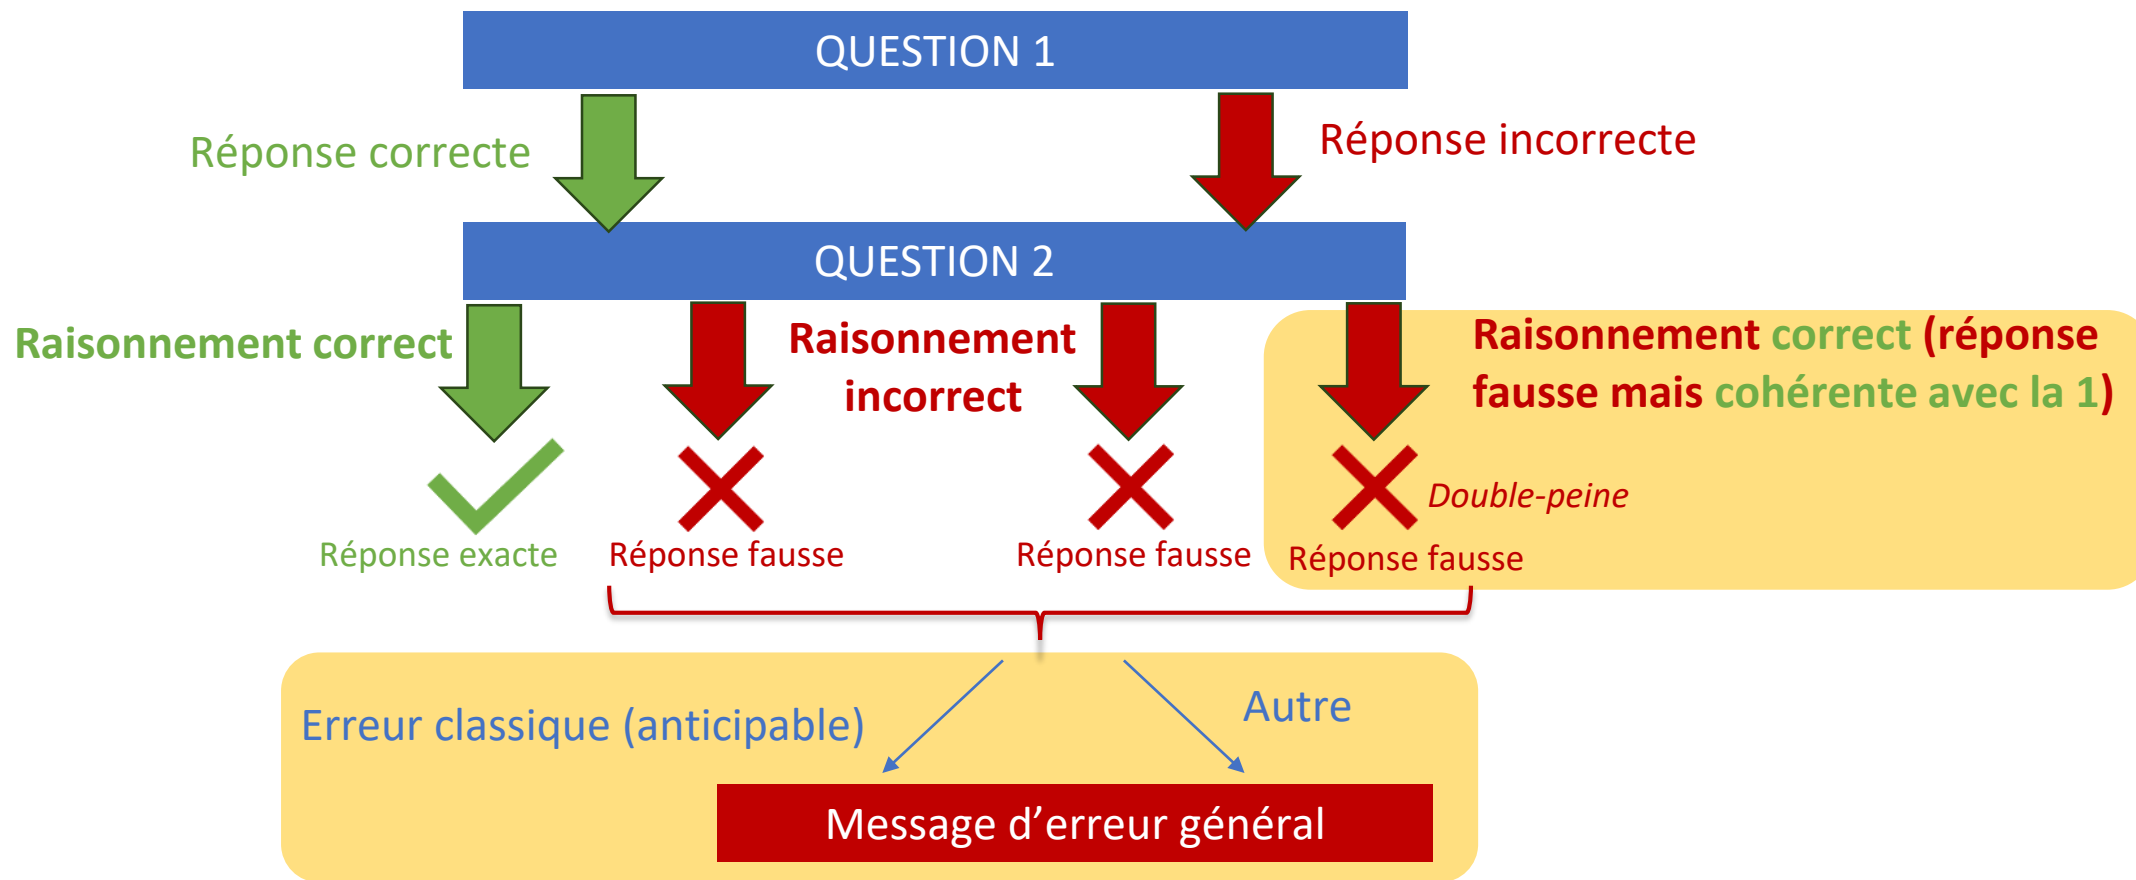 QUESTION 1
Réponse correcte
Réponse incorrecte
QUESTION 2
Raisonnement correct
Raisonnement
incorrect
Raisonnement correct (réponse
fausse mais cohérente avec la 1)
Double-peine
Réponse exacte
Réponse fausse
Réponse fausse
Réponse fausse
Erreur classique (anticipable)
Autre
Message d’erreur général